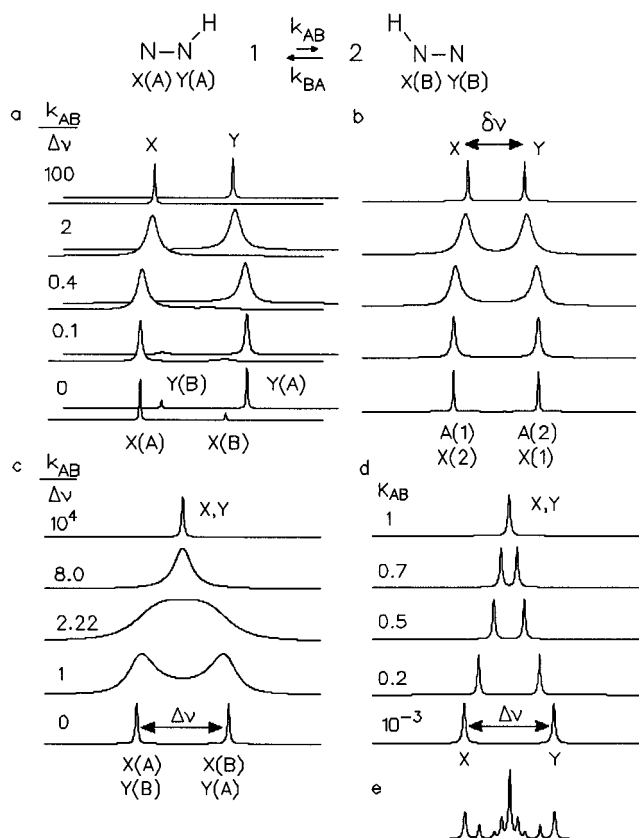 H k_AB H
N–N 1 ⇌ 2 N–N
X(A) Y(A) k_BA X(B) Y(B)
a k_AB/Δν X Y
100
2
0.4
0.1
0 Y(B) Y(A)
X(A) X(B)
b δν
X Y
A(1) A(2)
X(2) X(1)
c k_AB/Δν
10⁴ X,Y
8.0
2.22
1
0 Δν
X(A) X(B)
Y(B) Y(A)
d
k_AB X,Y
1
0.7
0.5
0.2
10⁻³ Δν
X Y
e